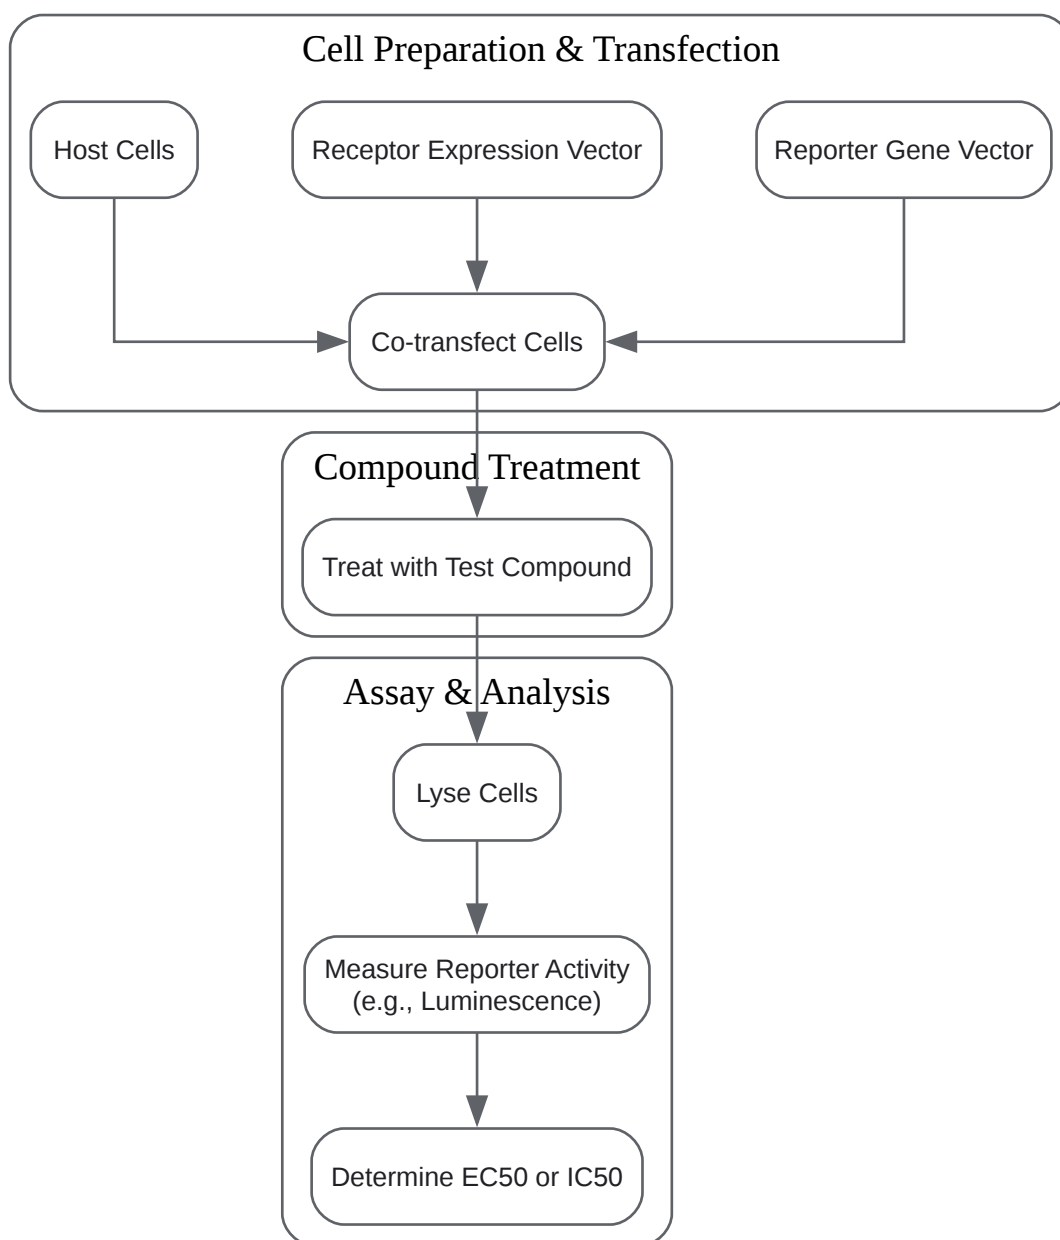 Cell Preparation & Transfection
Host Cells
Receptor Expression Vector
Reporter Gene Vector
Co-transfect Cells
Compound Treatment
Treat with Test Compound
Assay & Analysis
Lyse Cells
Measure Reporter Activity
(e.g., Luminescence)
Determine EC50 or IC50